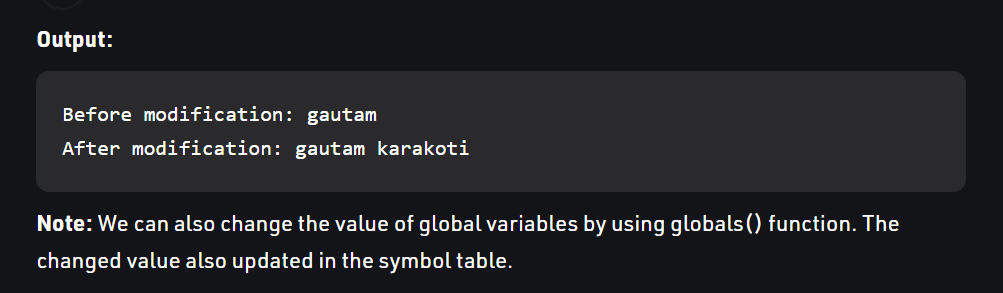 Output:
Before modification: gautam
After modification: gautam karakoti
Note: We can also change the value of global variables by using globals() function. The
changed value also updated in the symbol table.